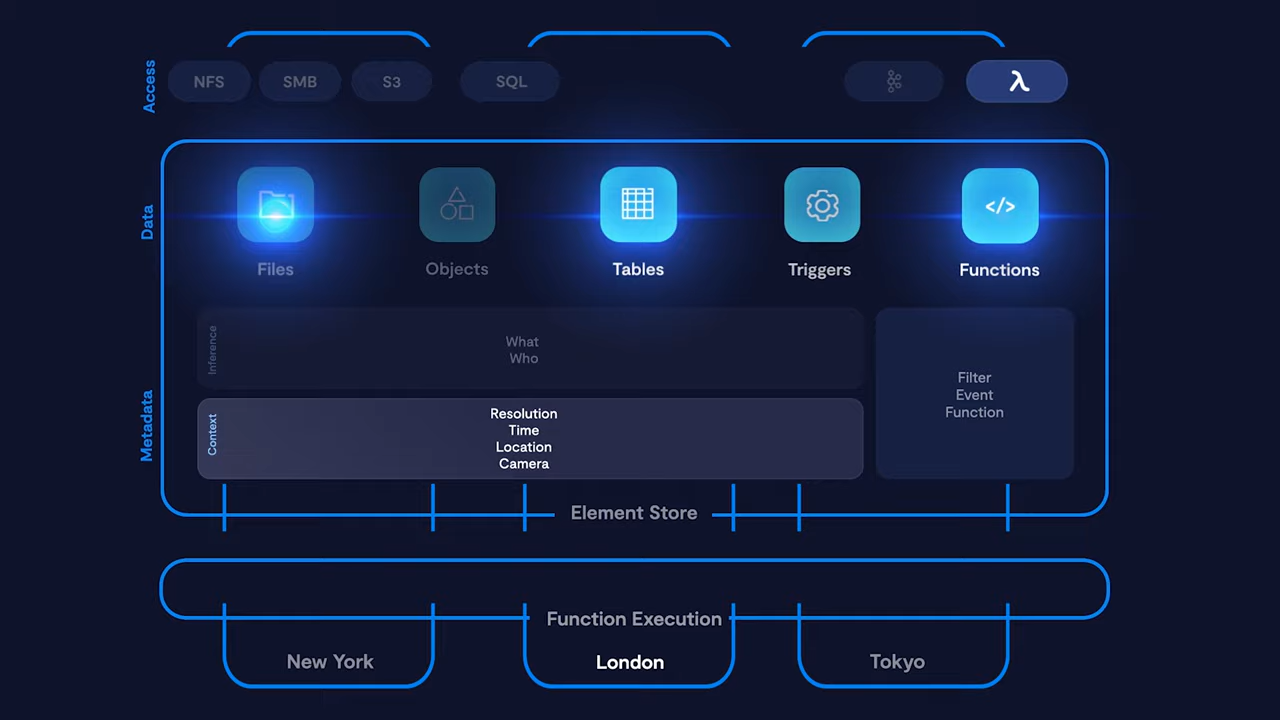 Access
NFS
SMB
S3
SQL
λ
Data
Files
Objects
Tables
Triggers
</>
Functions
Metadata
Inference
What
Who
Context
Resolution
Time
Location
Camera
Filter
Event
Function
Element Store
Function Execution
New York
London
Tokyo